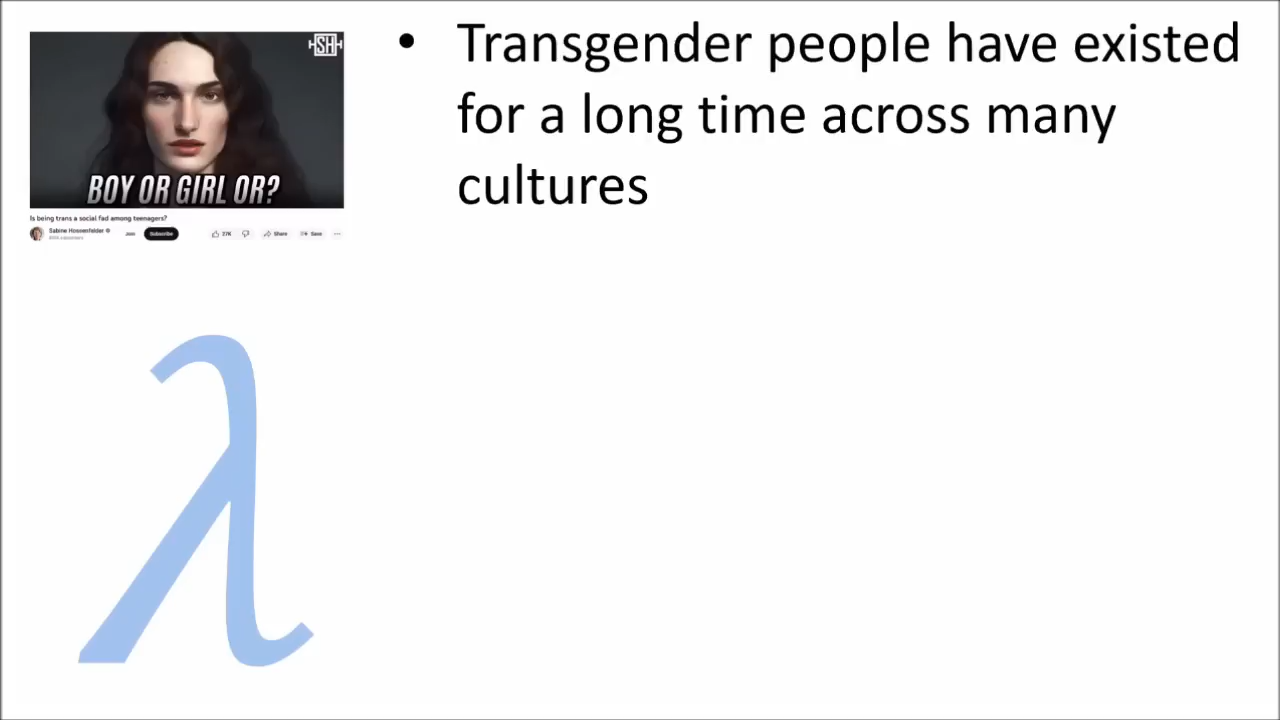 SH
BOY OR GIRL OR?
Is being trans a social fad among teenagers?
Sabine Hossenfelder
Join
Subscribe
27K
Share
Save
• Transgender people have existed
for a long time across many
cultures
λ